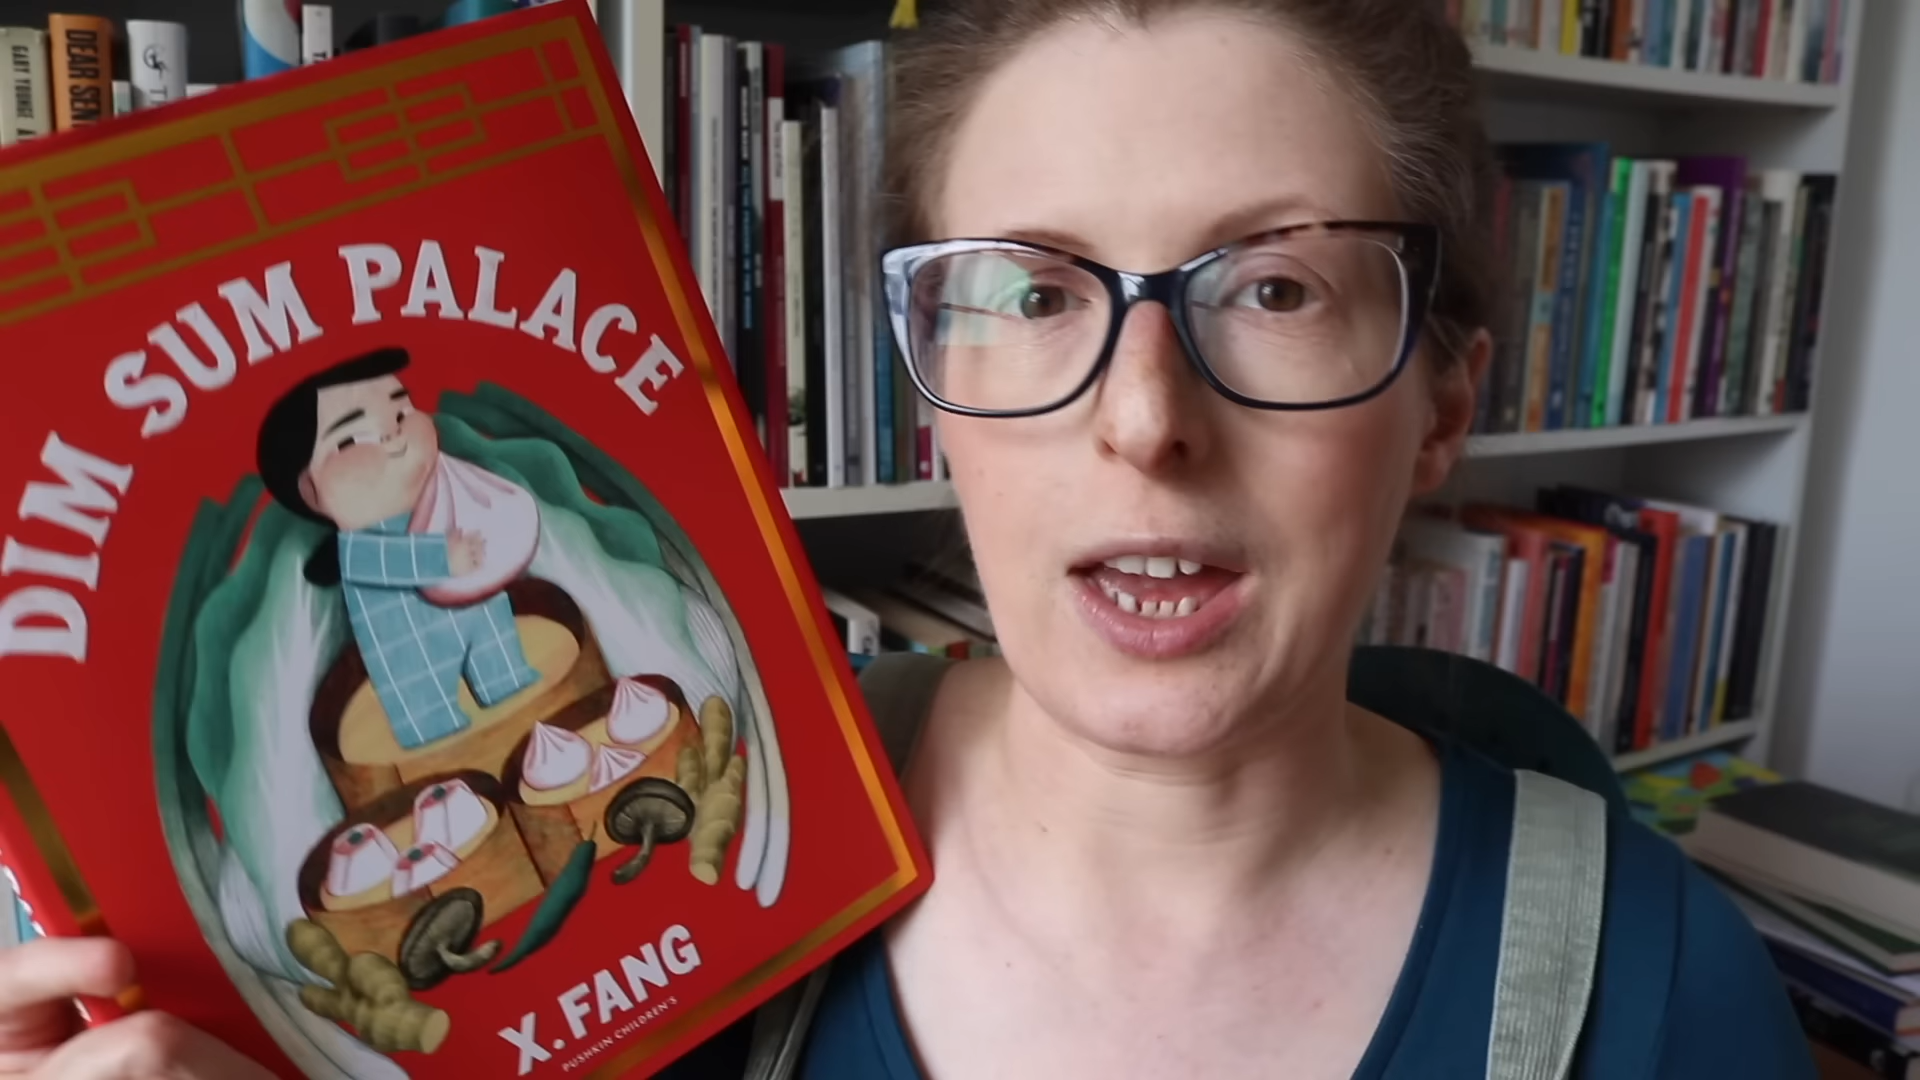 DIM SUM PALACE
X. FANG
PUSHKIN CHILDREN'S
DEAR SEN
GARY YOUNGE